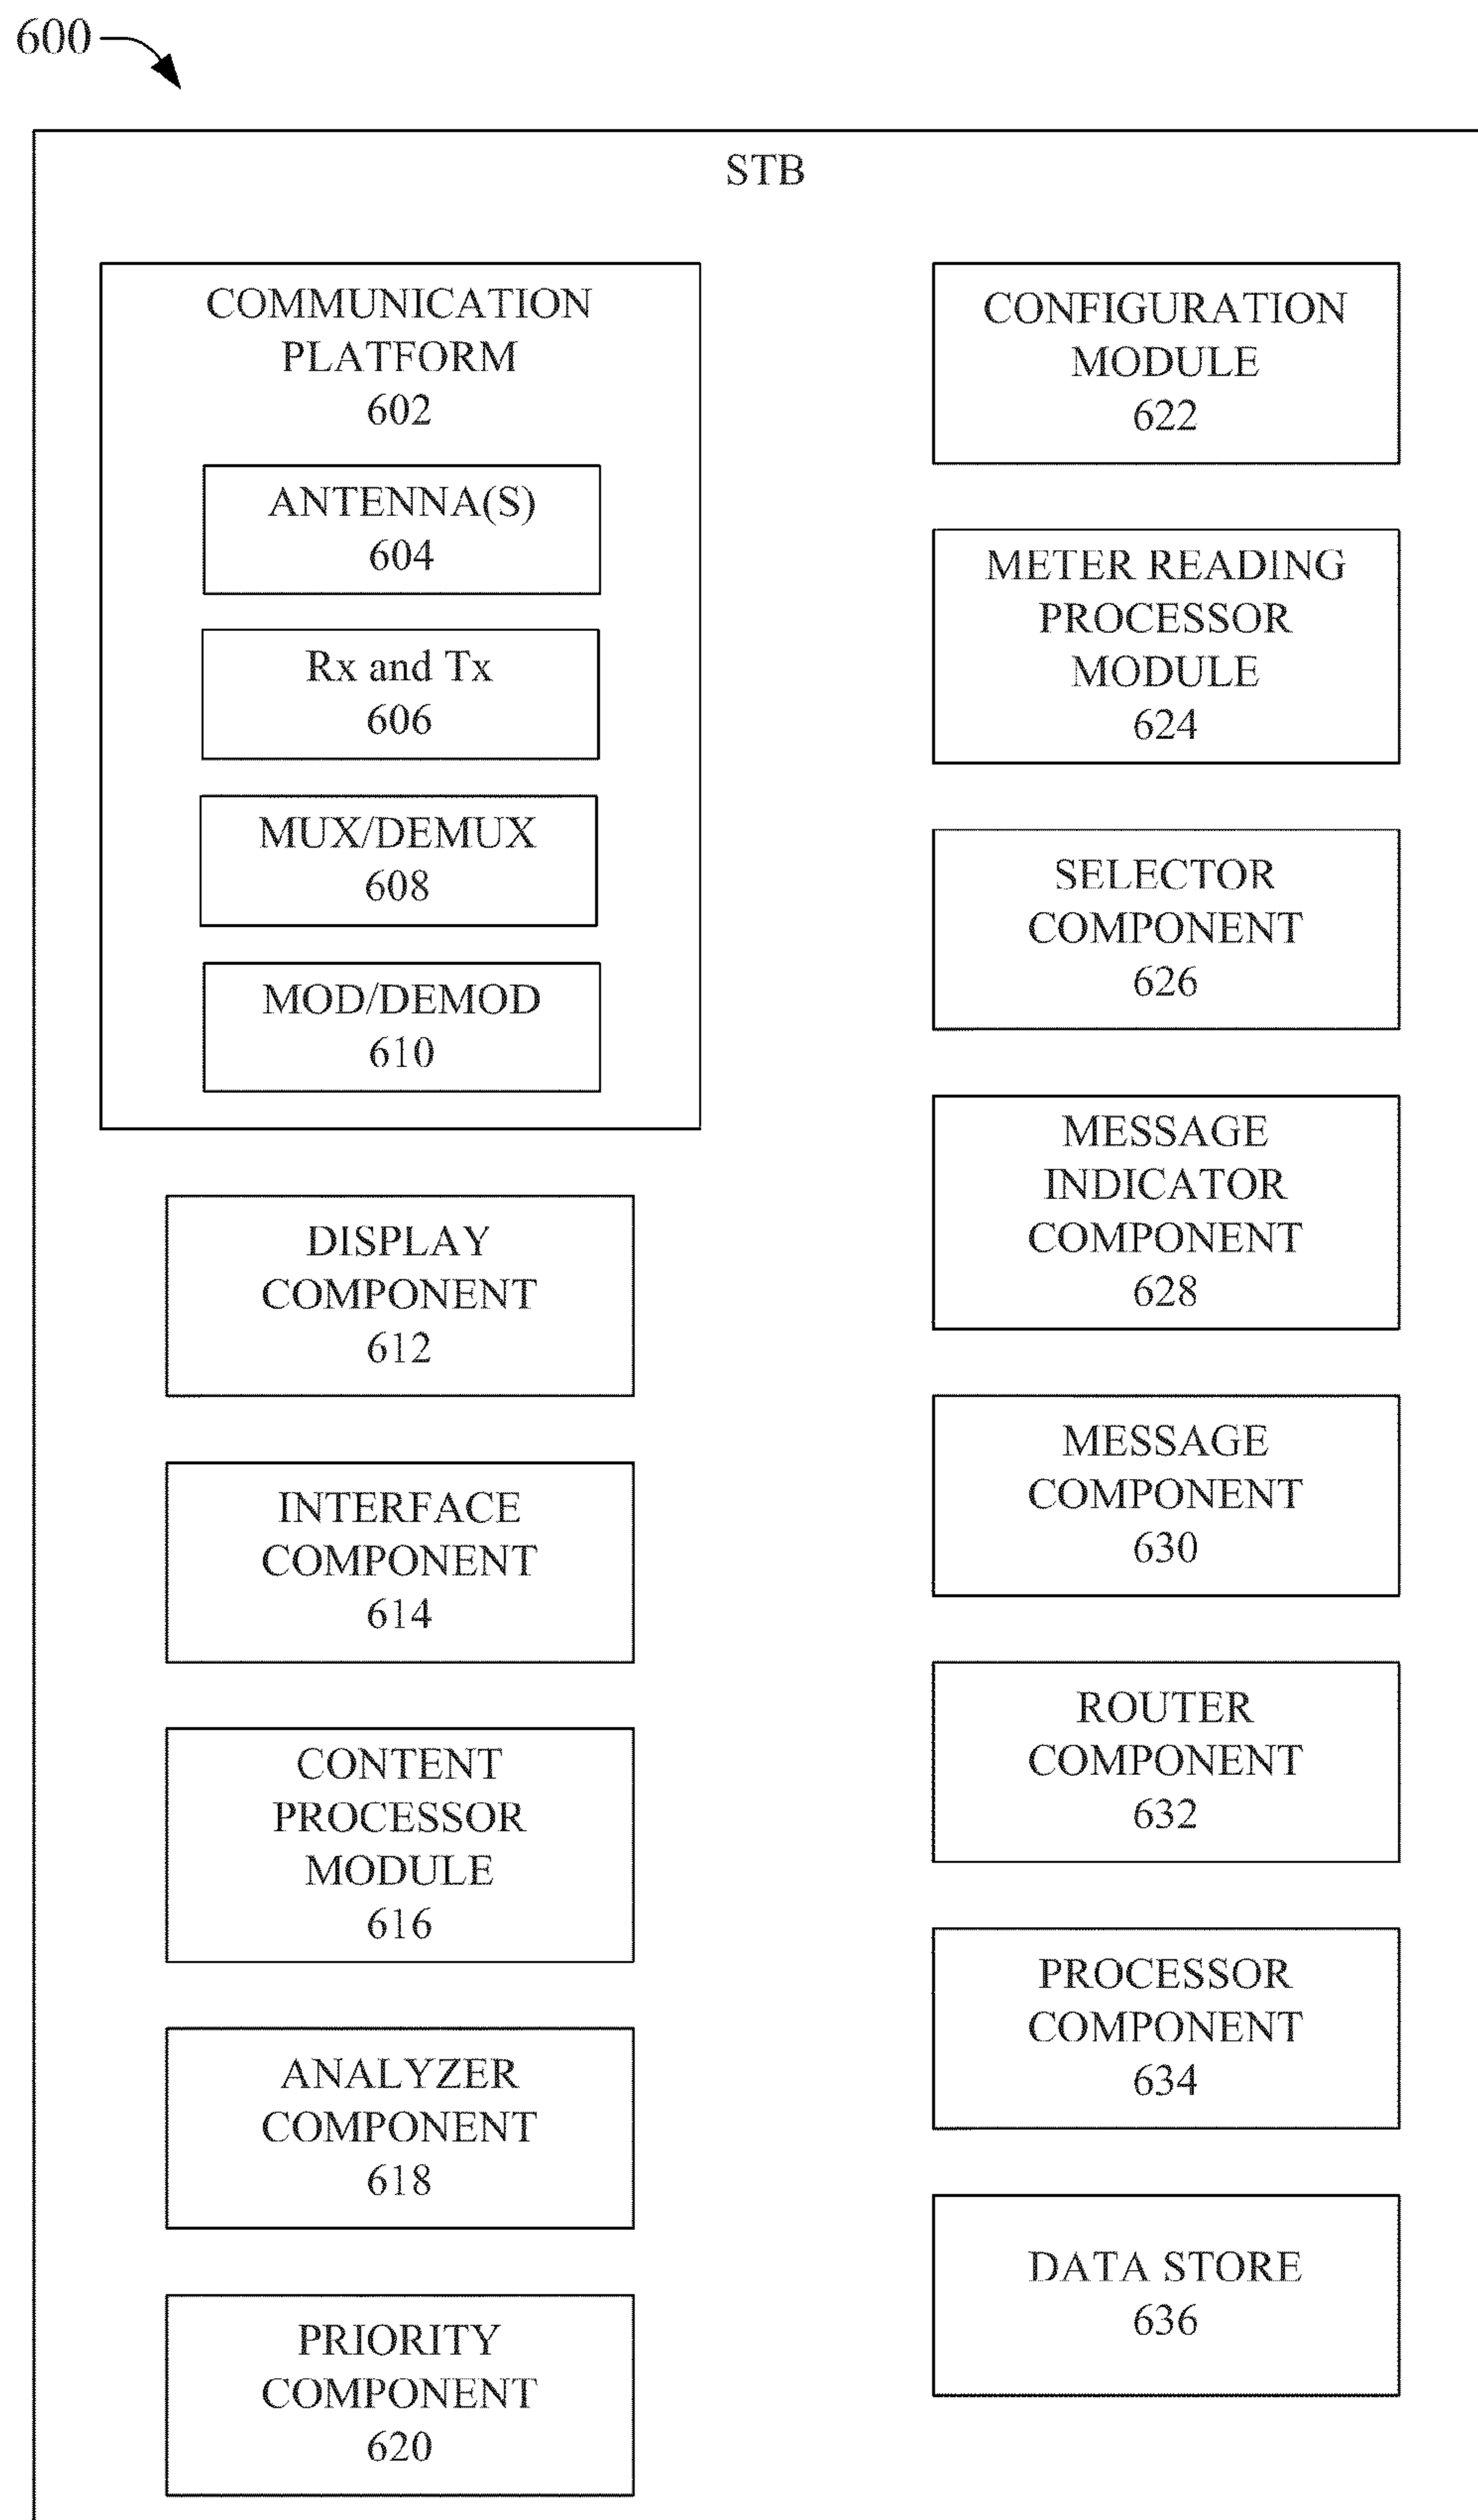 600
STB
COMMUNICATION
PLATFORM
602
ANTENNA(S)
604
Rx and Tx
606
MUX/DEMUX
608
MOD/DEMOD
610
DISPLAY
COMPONENT
612
INTERFACE
COMPONENT
614
CONTENT
PROCESSOR
MODULE
616
ANALYZER
COMPONENT
618
PRIORITY
COMPONENT
620
CONFIGURATION
MODULE
622
METER READING
PROCESSOR
MODULE
624
SELECTOR
COMPONENT
626
MESSAGE
INDICATOR
COMPONENT
628
MESSAGE
COMPONENT
630
ROUTER
COMPONENT
632
PROCESSOR
COMPONENT
634
DATA STORE
636